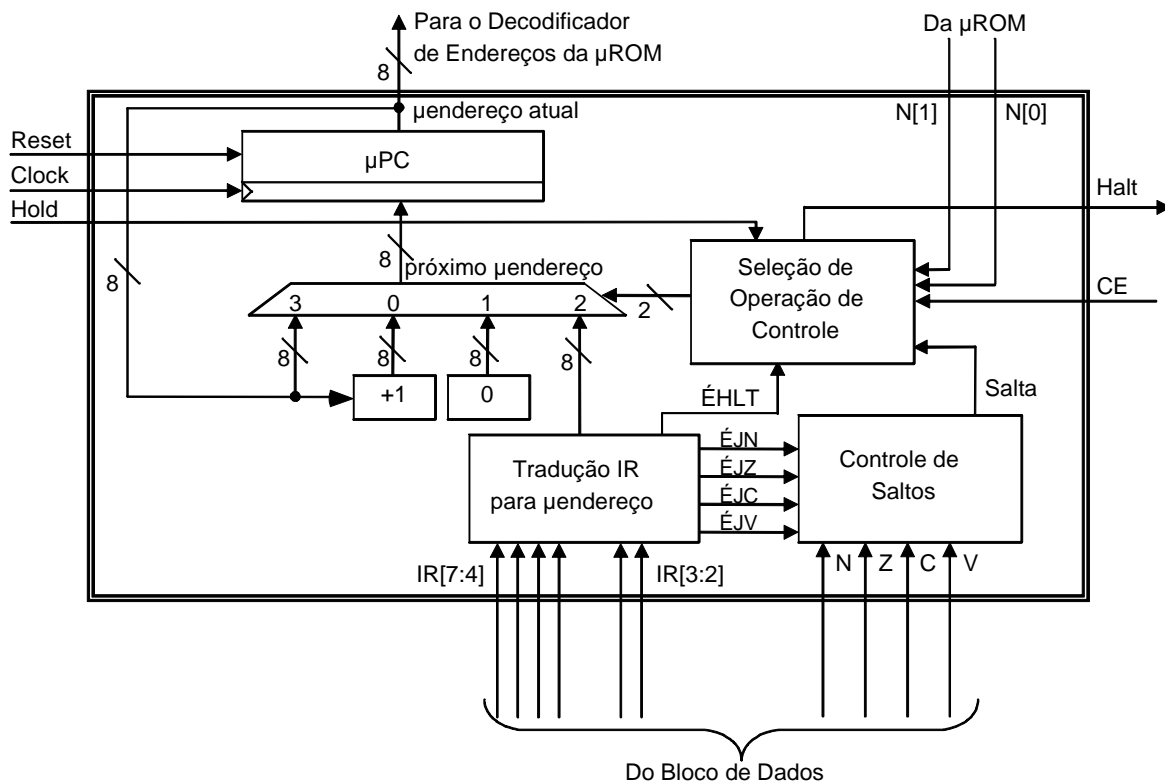 Para o Decodificador
de Endereços da µROM
Da µROM
8
µendereço atual
N[1]
N[0]
Reset
µPC
Clock
Halt
Hold
8
8
próximo µendereço
Seleção de
Operação de
Controle
CE
3
0
1
2
2
8
8
8
8
+1
0
ÉHLT
Salta
Tradução IR
para µendereço
ÉJN
ÉJZ
ÉJC
ÉJV
Controle de
Saltos
IR[7:4]
IR[3:2]
N
Z
C
V
Do Bloco de Dados